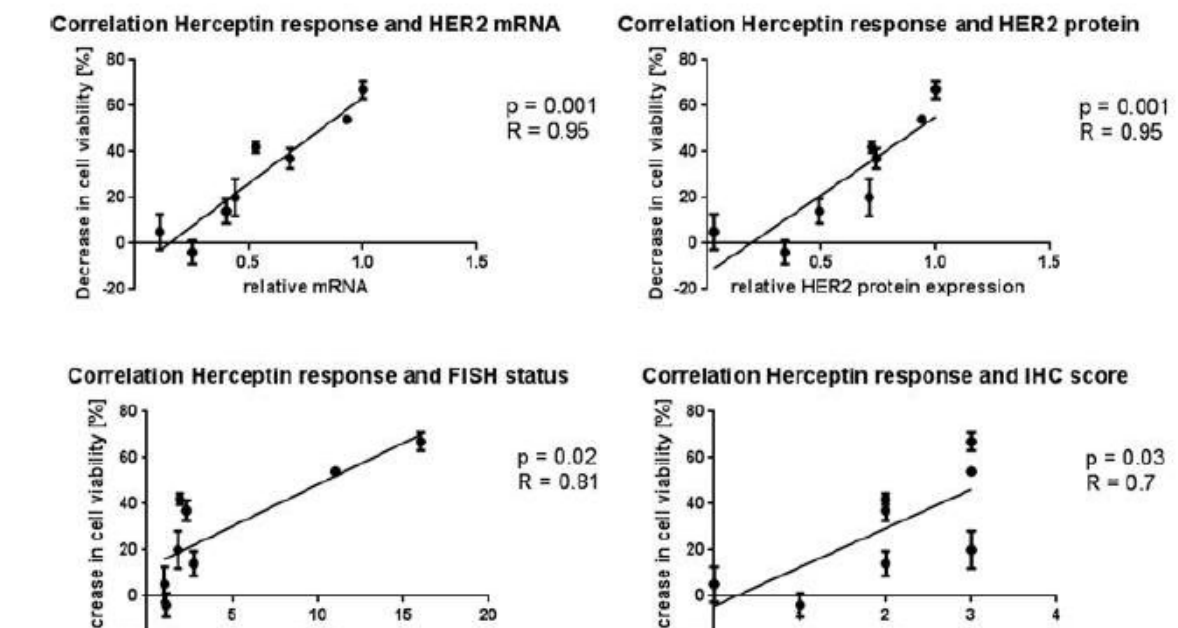 Correlation Herceptin response and HER2 mRNA
Decrease in cell viability [%]
80
60
40
20
0
-20
0.5
1.0
1.5
relative mRNA
p = 0.001
R = 0.95
Correlation Herceptin response and HER2 protein
Decrease in cell viability [%]
80
60
40
20
0
-20
0.5
1.0
1.5
relative HER2 protein expression
p = 0.001
R = 0.95
Correlation Herceptin response and FISH status
crease in cell viability [%]
80
60
40
20
0
5
10
15
20
p = 0.02
R = 0.81
Correlation Herceptin response and IHC score
crease in cell viability [%]
80
60
40
20
0
2
3
4
p = 0.03
R = 0.7